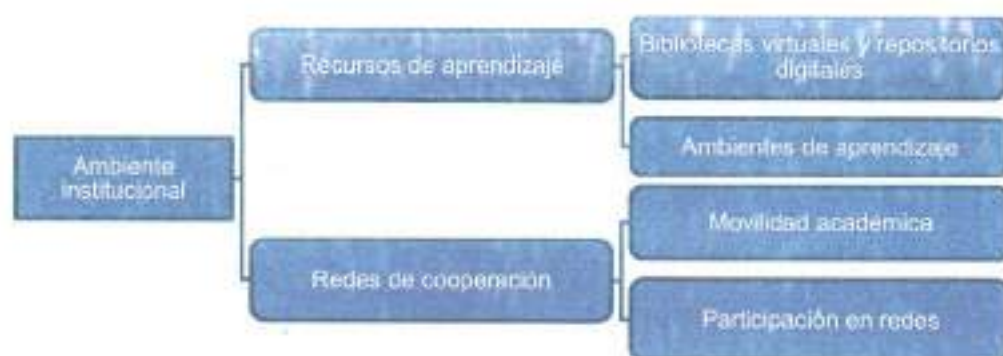 Ambiente
institucional
Recursos de aprendizaje
Bibliotecas virtuales y repositorios
digitales
Ambientes de aprendizaje
Redes de cooperación
Movilidad académica
Participación en redes